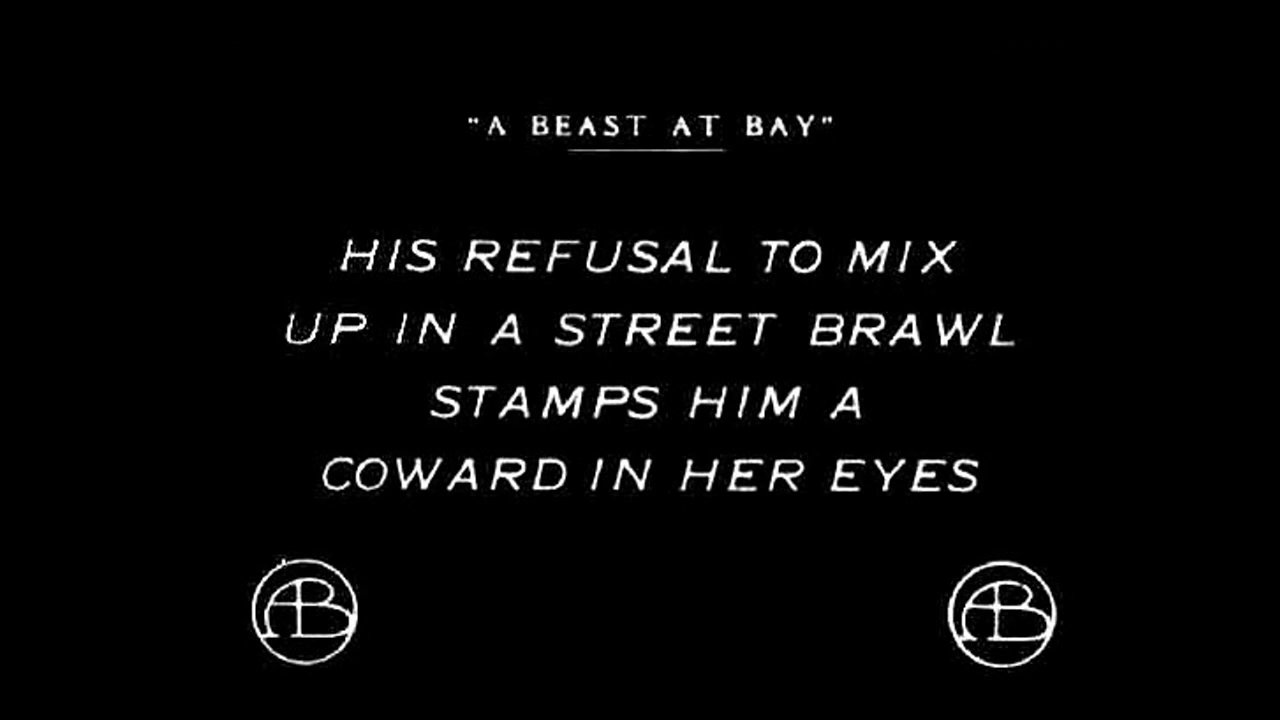 "A BEAST AT BAY"
HIS REFUSAL TO MIX
UP IN A STREET BRAWL
STAMPS HIM A
COWARD IN HER EYES
AB AB